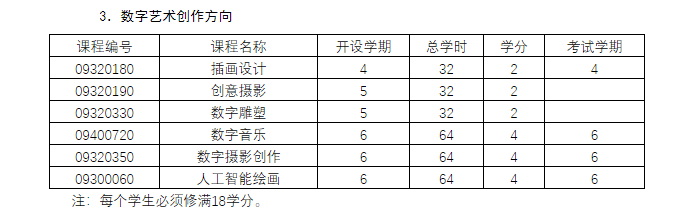 3．数字艺术创作方向
课程编号 课程名称 开设学期 总学时 学分 考试学期
09320180 插画设计 4 32 2 4
09320190 创意摄影 5 32 2
09320330 数字雕塑 5 32 2
09400720 数字音乐 6 64 4 6
09320350 数字摄影创作 6 64 4 6
09300060 人工智能绘画 6 64 4 6
注：每个学生必须修满18学分。